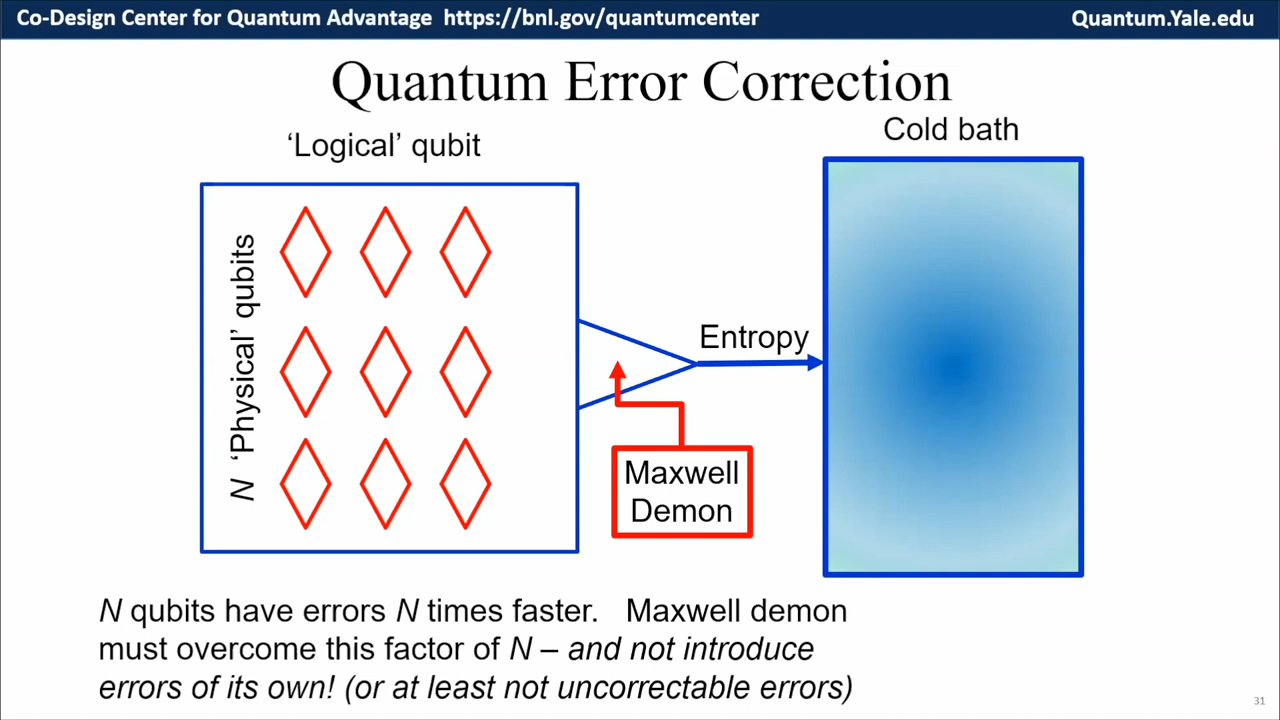 Co-Design Center for Quantum Advantage https://bnl.gov/quantumcenter
Quantum.Yale.edu
Quantum Error Correction
‘Logical’ qubit
Cold bath
N ‘Physical’ qubits
Entropy
Maxwell
Demon
N qubits have errors N times faster. Maxwell demon
must overcome this factor of N – and not introduce
errors of its own! (or at least not uncorrectable errors)
31